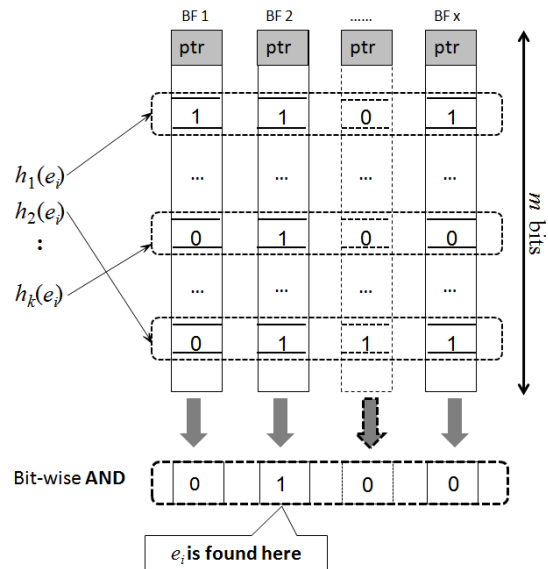 BF 1 BF 2 ...... BF x
ptr ptr ptr ptr
1 1 0 1
h₁(eᵢ)
... ... ... ...
h₂(eᵢ)
:
0 1 0 0
m bits
hₖ(eᵢ)
... ... ... ...
0 1 1 1
Bit-wise AND 0 1 0 0
eᵢ is found here